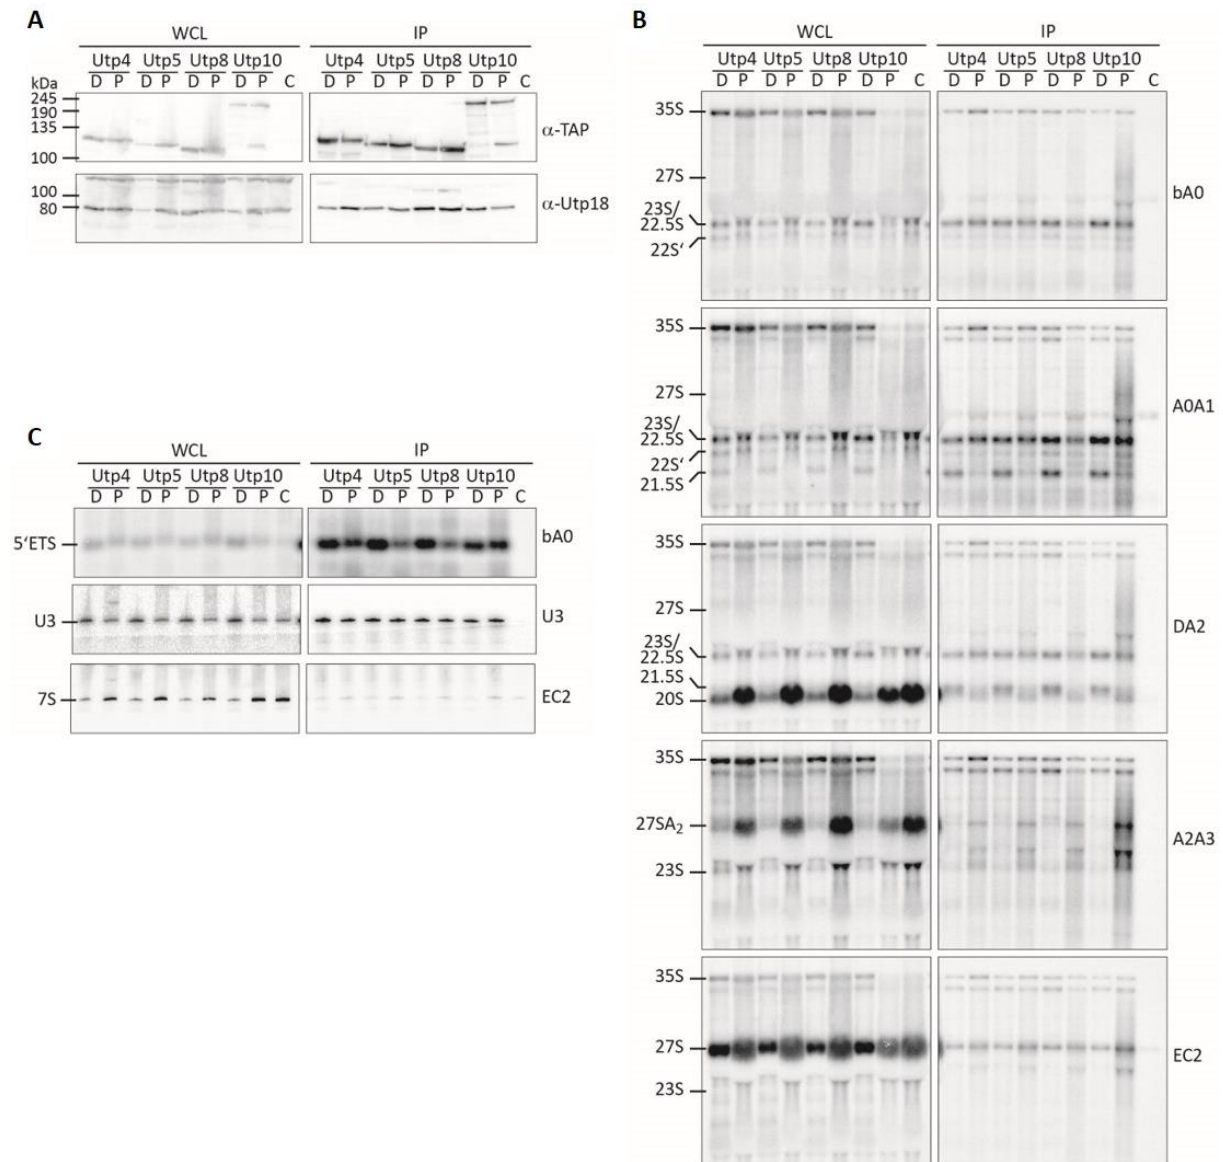 A
WCL IP
Utp4 Utp5 Utp8 Utp10 Utp4 Utp5 Utp8 Utp10
kDa D P D P D P D P C D P D P D P D P C
245
190
135
100
α-TAP
100
80
α-Utp18
B
WCL IP
Utp4 Utp5 Utp8 Utp10 Utp4 Utp5 Utp8 Utp10
D P D P D P D P C D P D P D P D P C
35S
27S
23S/
22.5S
22S‘
bA0
35S
27S
23S/
22.5S
22S‘
21.5S
A0A1
35S
27S
23S/
22.5S
21.5S
20S
DA2
35S
27SA2
23S
A2A3
35S
27S
23S
EC2
C
WCL IP
Utp4 Utp5 Utp8 Utp10 Utp4 Utp5 Utp8 Utp10
D P D P D P D P C D P D P D P D P C
5‘ETS bA0
U3 U3
7S EC2